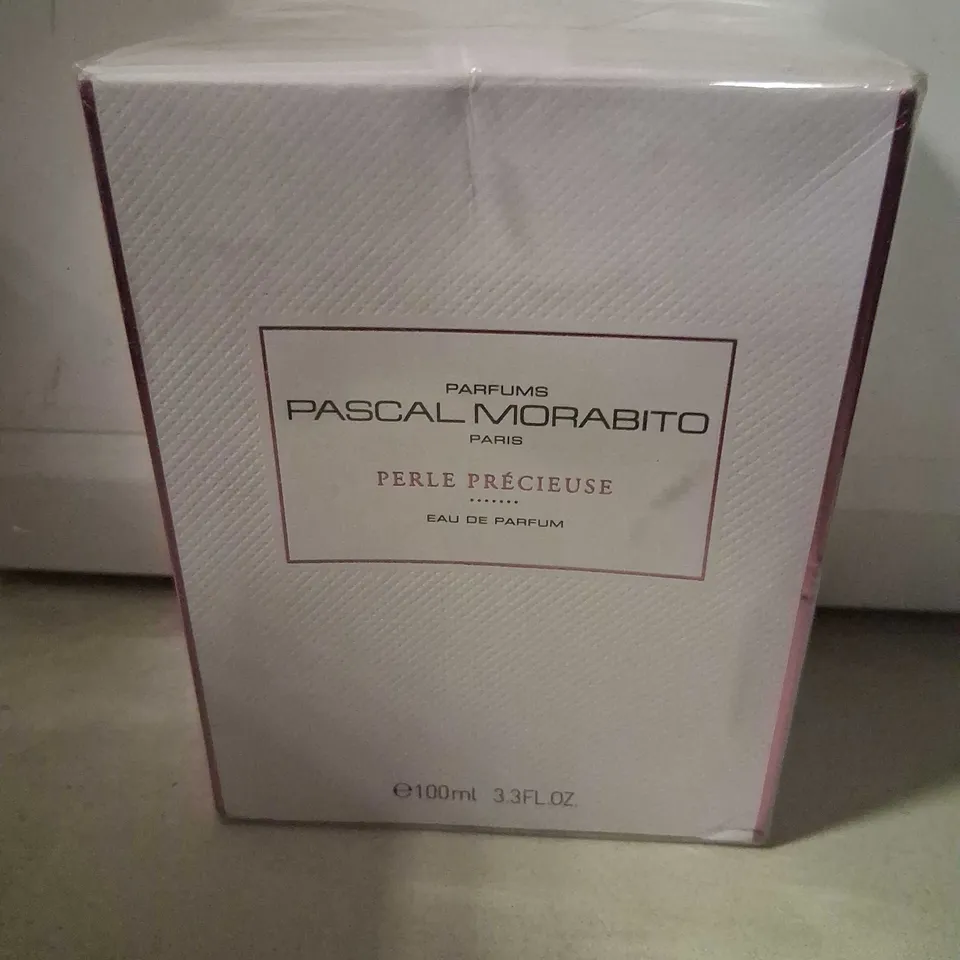 PARFUMS
PASCAL MORABITO
PARIS
PERLE PRÉCIEUSE
EAU DE PARFUM
℮100ml 3.3FL.OZ.